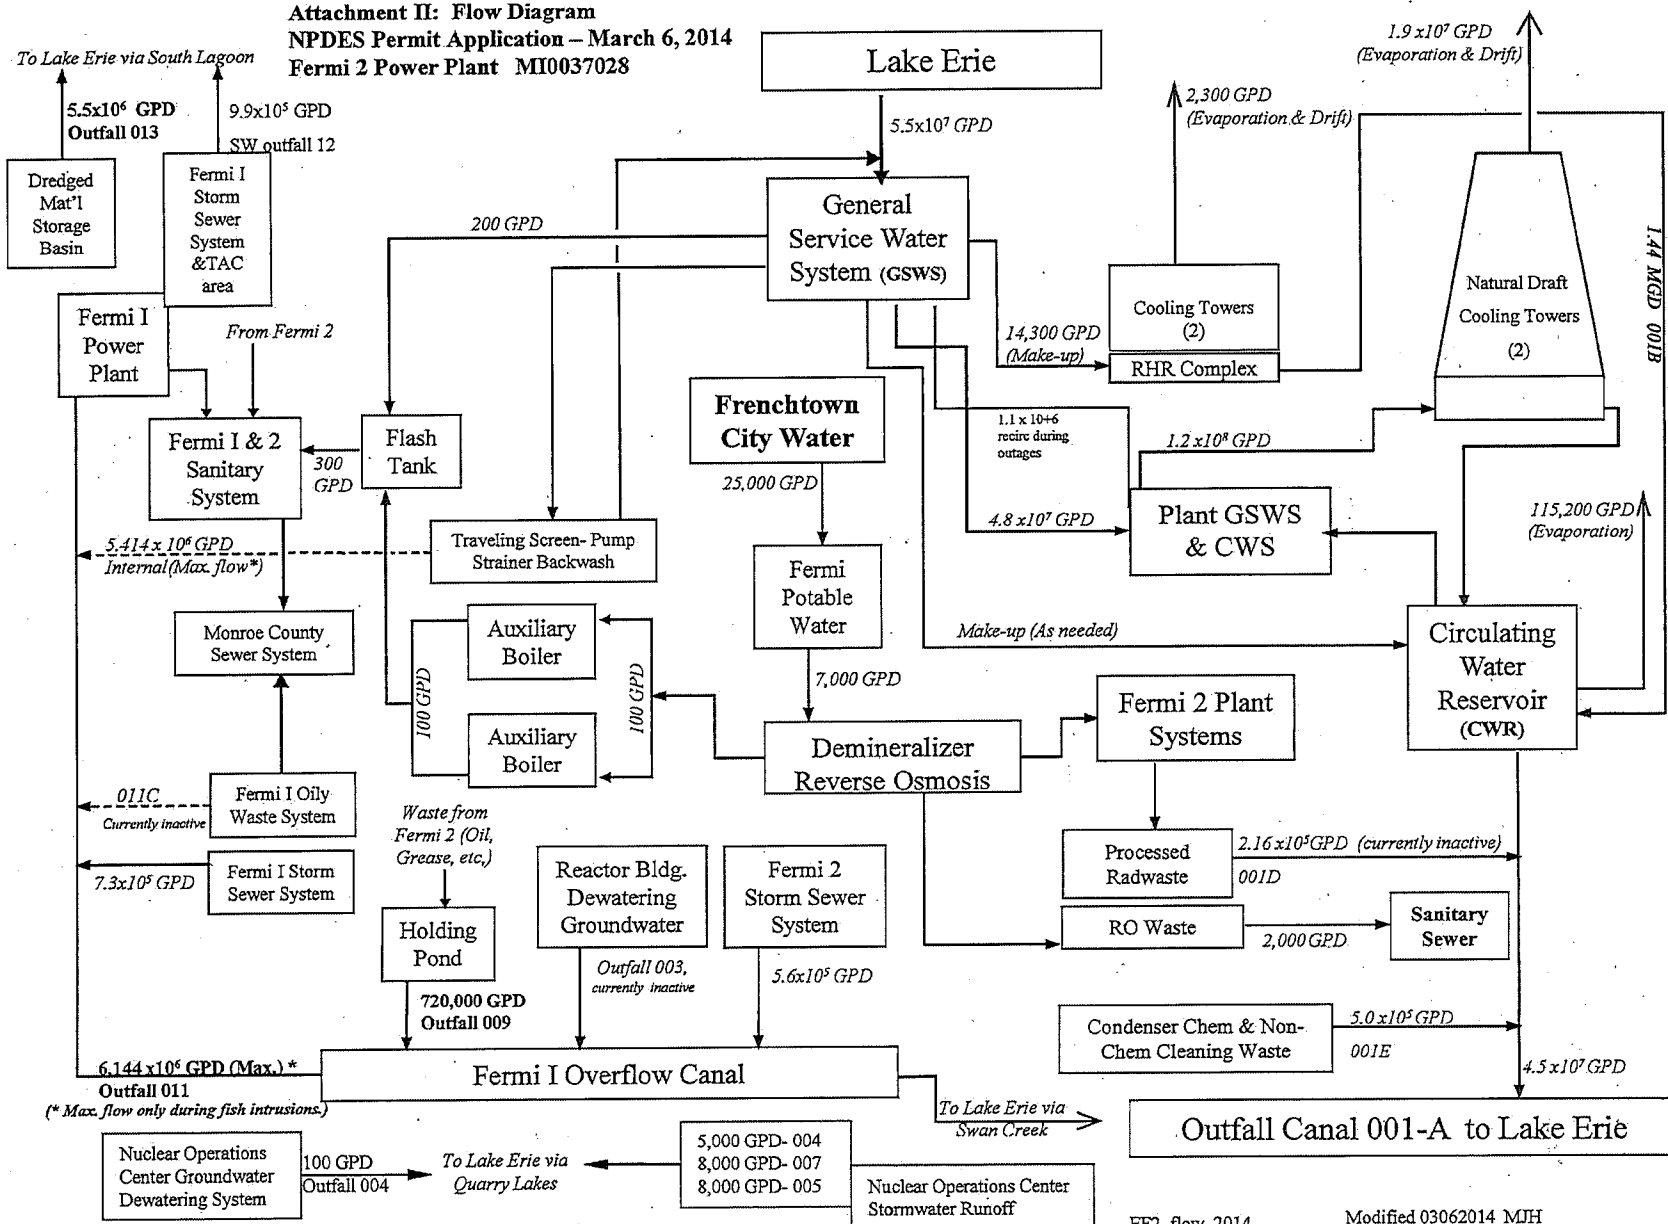 Attachment II: Flow Diagram
NPDES Permit Application – March 6, 2014
Fermi 2 Power Plant MI0037028
To Lake Erie via South Lagoon
5.5x10⁶ GPD
Outfall 013
9.9x10⁵ GPD
SW outfall 12
Dredged
Mat'l
Storage
Basin
Fermi I
Storm
Sewer
System
&TAC
area
Lake Erie
5.5x10⁷ GPD
2,300 GPD
(Evaporation & Drift)
1.9 x10⁷ GPD
(Evaporation & Drift)
General
Service Water
System (GSWS)
200 GPD
14,300 GPD
(Make-up)
Cooling Towers
(2)
RHR Complex
Natural Draft
Cooling Towers
(2)
1.44 MGD 001B
Fermi I
Power
Plant
From Fermi 2
Fermi I & 2
Sanitary
System
300
GPD
Flash
Tank
Frenchtown
City Water
25,000 GPD
1.1 x 10+6
recirc during
outages
1.2 x10⁸ GPD
4.8 x10⁷ GPD
Plant GSWS
& CWS
115,200 GPD
(Evaporation)
5.414 x 10⁶ GPD
Internal (Max. flow*)
Traveling Screen- Pump
Strainer Backwash
Fermi
Potable
Water
7,000 GPD
Make-up (As needed)
Circulating
Water
Reservoir
(CWR)
Monroe County
Sewer System
Auxiliary
Boiler
100 GPD
100 GPD
Auxiliary
Boiler
Demineralizer
Reverse Osmosis
Fermi 2 Plant
Systems
011C
Currently inactive
Fermi I Oily
Waste System
7.3x10⁵ GPD
Fermi I Storm
Sewer System
Waste from
Fermi 2 (Oil,
Grease, etc,)
Holding
Pond
720,000 GPD
Outfall 009
Reactor Bldg.
Dewatering
Groundwater
Outfall 003,
currently inactive
Fermi 2
Storm Sewer
System
5.6x10⁵ GPD
Processed
Radwaste
2.16 x10⁵GPD (currently inactive)
001D
RO Waste
2,000 GPD
Sanitary
Sewer
Condenser Chem & Non-
Chem Cleaning Waste
5.0 x10⁵ GPD
001E
4.5 x10⁷ GPD
6.144 x10⁶ GPD (Max.) *
Outfall 011
(* Max. flow only during fish intrusions.)
Fermi I Overflow Canal
To Lake Erie via
Swan Creek
Outfall Canal 001-A to Lake Erie
Nuclear Operations
Center Groundwater
Dewatering System
100 GPD
Outfall 004
To Lake Erie via
Quarry Lakes
5,000 GPD- 004
8,000 GPD- 007
8,000 GPD- 005
Nuclear Operations Center
Stormwater Runoff
EF2 flow 2014
Modified 03062014 MJH